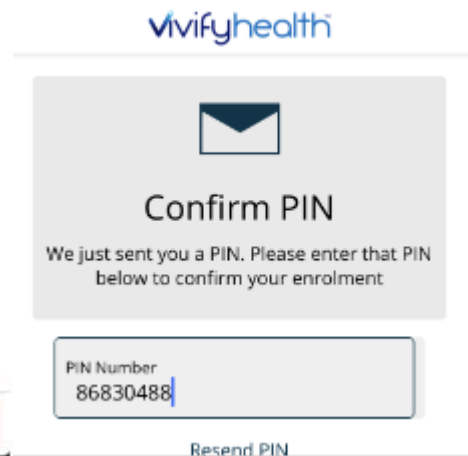 vivifyhealth
Confirm PIN
We just sent you a PIN. Please enter that PIN
below to confirm your enrolment
PIN Number
86830488
Resend PIN